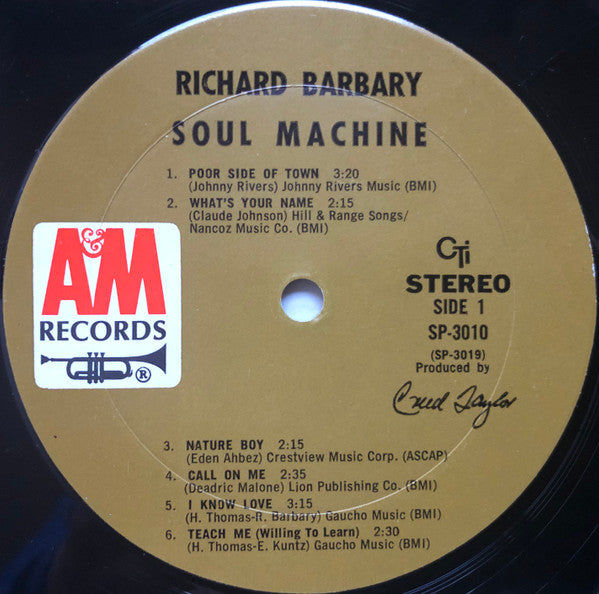 RICHARD BARBARY
SOUL MACHINE
1. POOR SIDE OF TOWN 3:20
(Johnny Rivers) Johnny Rivers Music (BMI)
2. WHAT'S YOUR NAME 2:15
(Claude Johnson) Hill & Range Songs/
Nancoz Music Co. (BMI)
A&M
RECORDS
®
CTi
STEREO
SIDE 1
SP-3010
(SP-3019)
Produced by
Creed Taylor
3. NATURE BOY 2:15
(Eden Ahbez) Crestview Music Corp. (ASCAP)
4. CALL ON ME 2:35
(Deadric Malone) Lion Publishing Co. (BMI)
5. I KNOW LOVE 3:15
(H. Thomas-R. Barbary) Gaucho Music (BMI)
6. TEACH ME (Willing To Learn) 2:30
(H. Thomas-E. Kuntz) Gaucho Music (BMI)